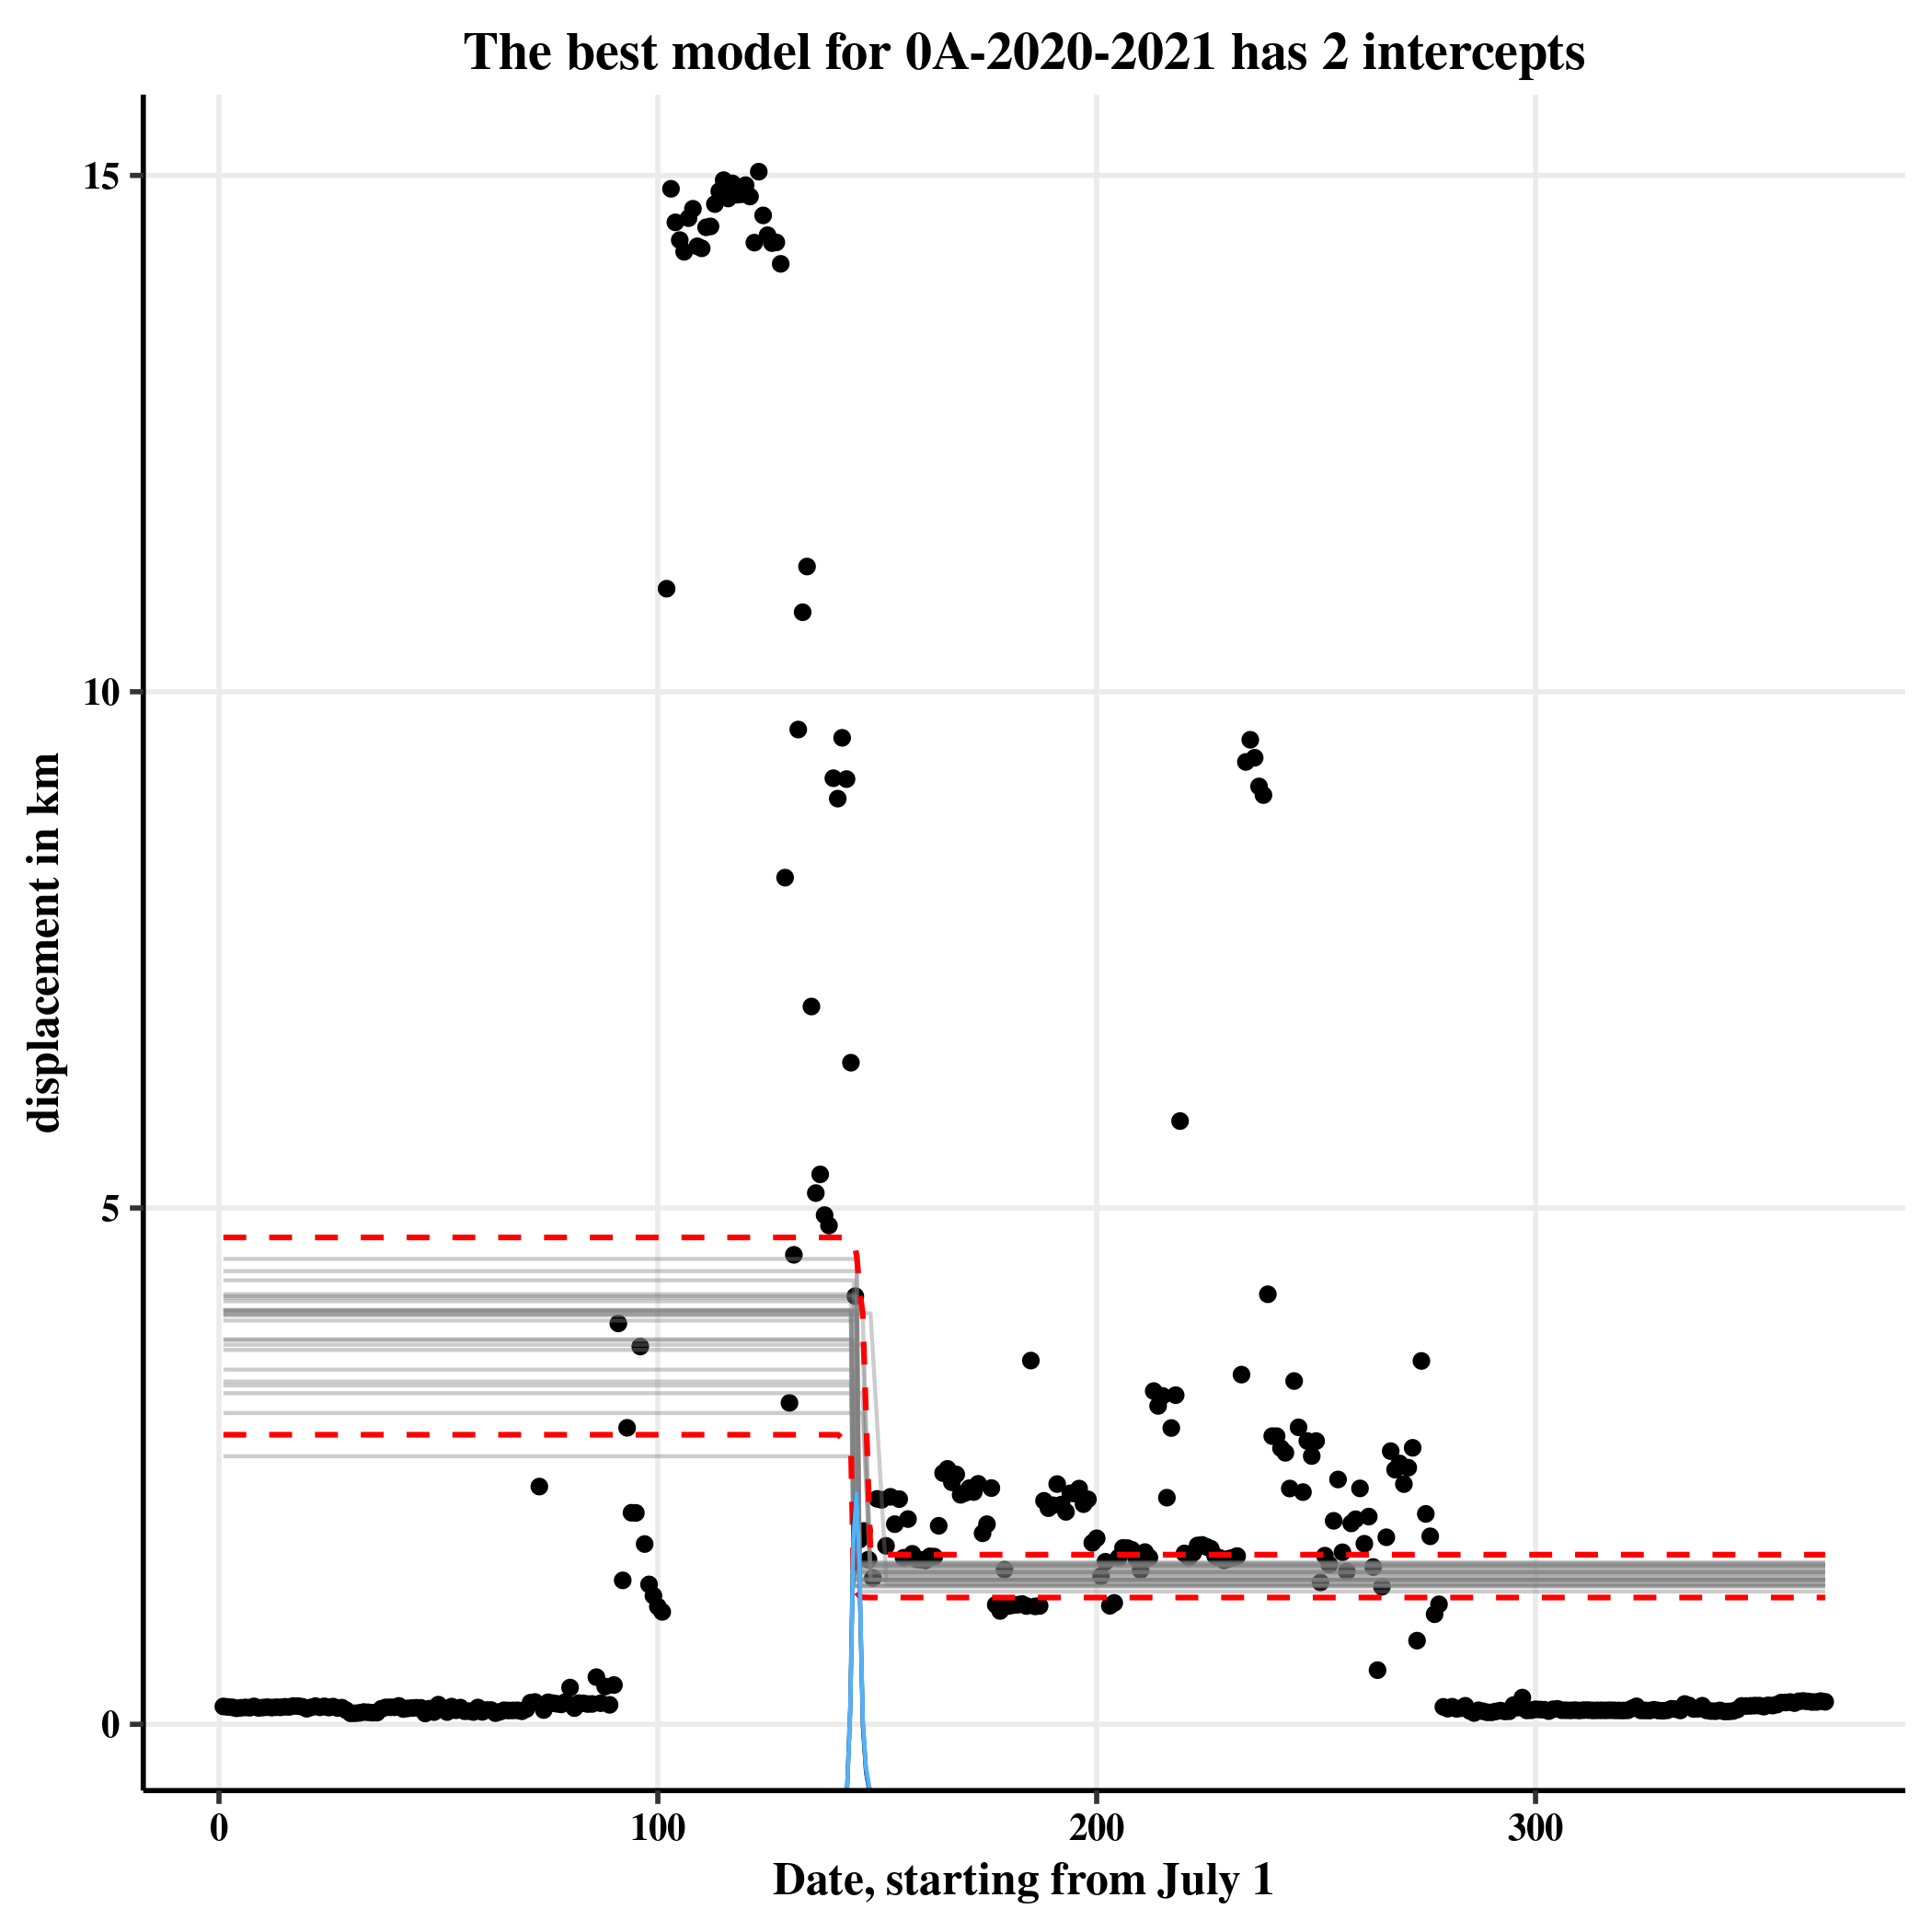 The best model for 0A-2020-2021 has 2 intercepts
15
10
5
0
displacement in km
0 100 200 300
Date, starting from July 1